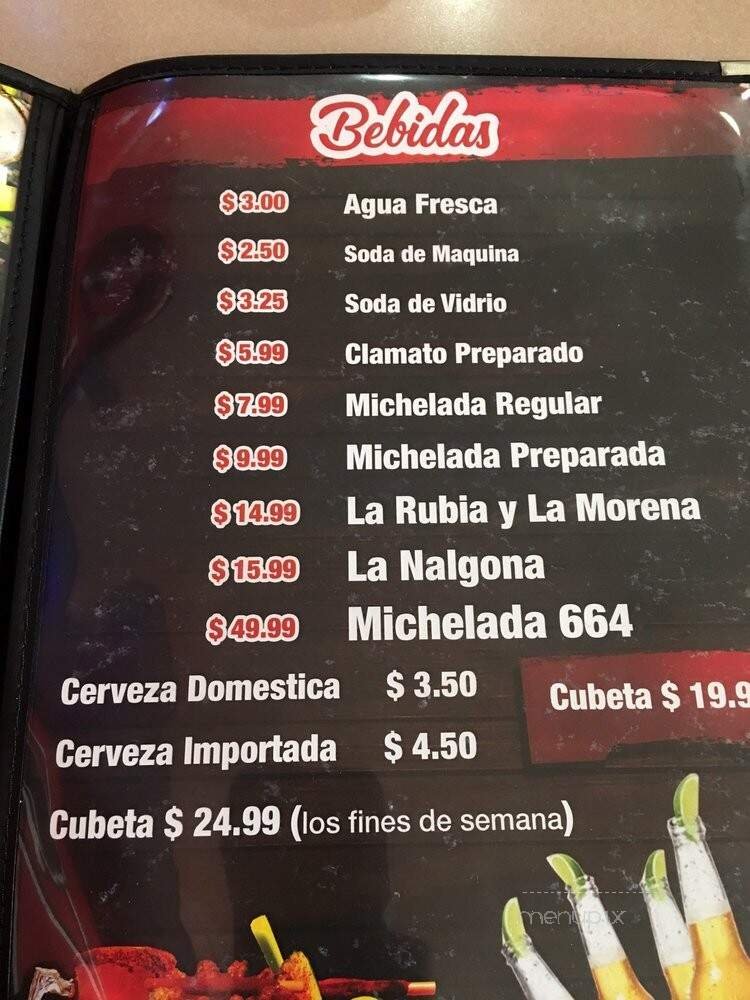 Bebidas
$3.00 Agua Fresca
$2.50 Soda de Maquina
$3.25 Soda de Vidrio
$5.99 Clamato Preparado
$7.99 Michelada Regular
$9.99 Michelada Preparada
$14.99 La Rubia y La Morena
$15.99 La Nalgona
$49.99 Michelada 664
Cerveza Domestica $ 3.50
Cubeta $ 19.9
Cerveza Importada $ 4.50
Cubeta $ 24.99 (los fines de semana)
menupix